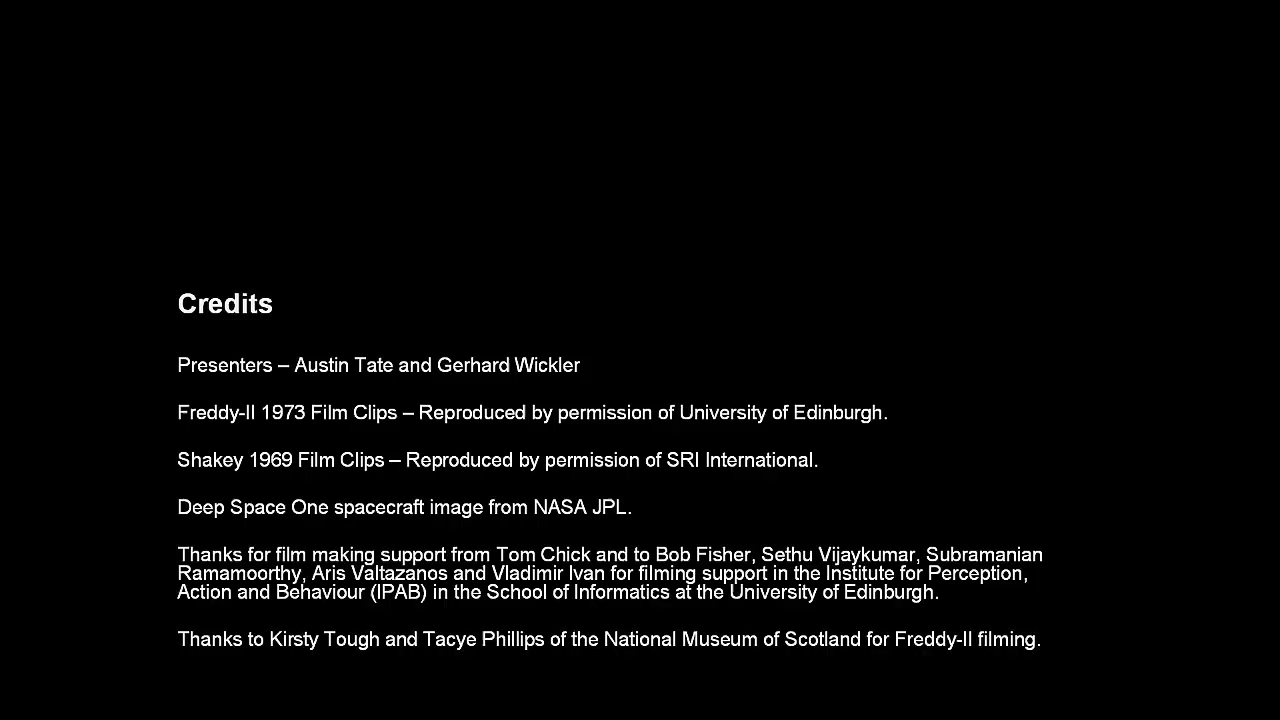 Credits
Presenters – Austin Tate and Gerhard Wickler
Freddy-II 1973 Film Clips – Reproduced by permission of University of Edinburgh.
Shakey 1969 Film Clips – Reproduced by permission of SRI International.
Deep Space One spacecraft image from NASA JPL.
Thanks for film making support from Tom Chick and to Bob Fisher, Sethu Vijaykumar, Subramanian
Ramamoorthy, Aris Valtazanos and Vladimir Ivan for filming support in the Institute for Perception,
Action and Behaviour (IPAB) in the School of Informatics at the University of Edinburgh.
Thanks to Kirsty Tough and Tacye Phillips of the National Museum of Scotland for Freddy-II filming.